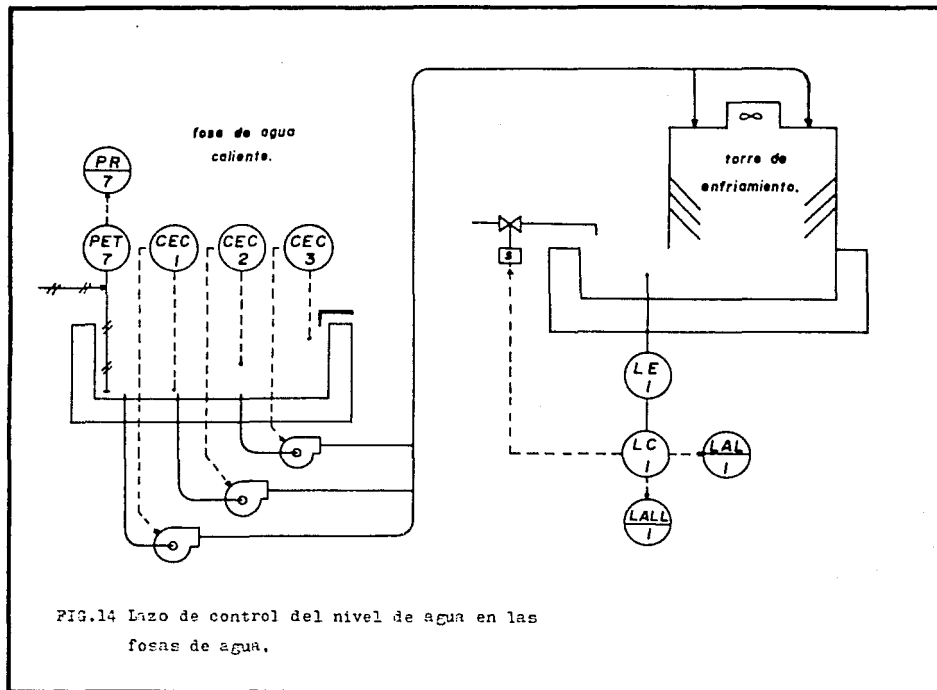 fosa de agua
caliente.
torre de
enfriamiento.
PR
7
PET
7
CEC
1
CEC
2
CEC
3
S
LE
1
LC
1
LAL
1
LALL
1
FIG.14 Lazo de control del nivel de agua en las
fosas de agua.